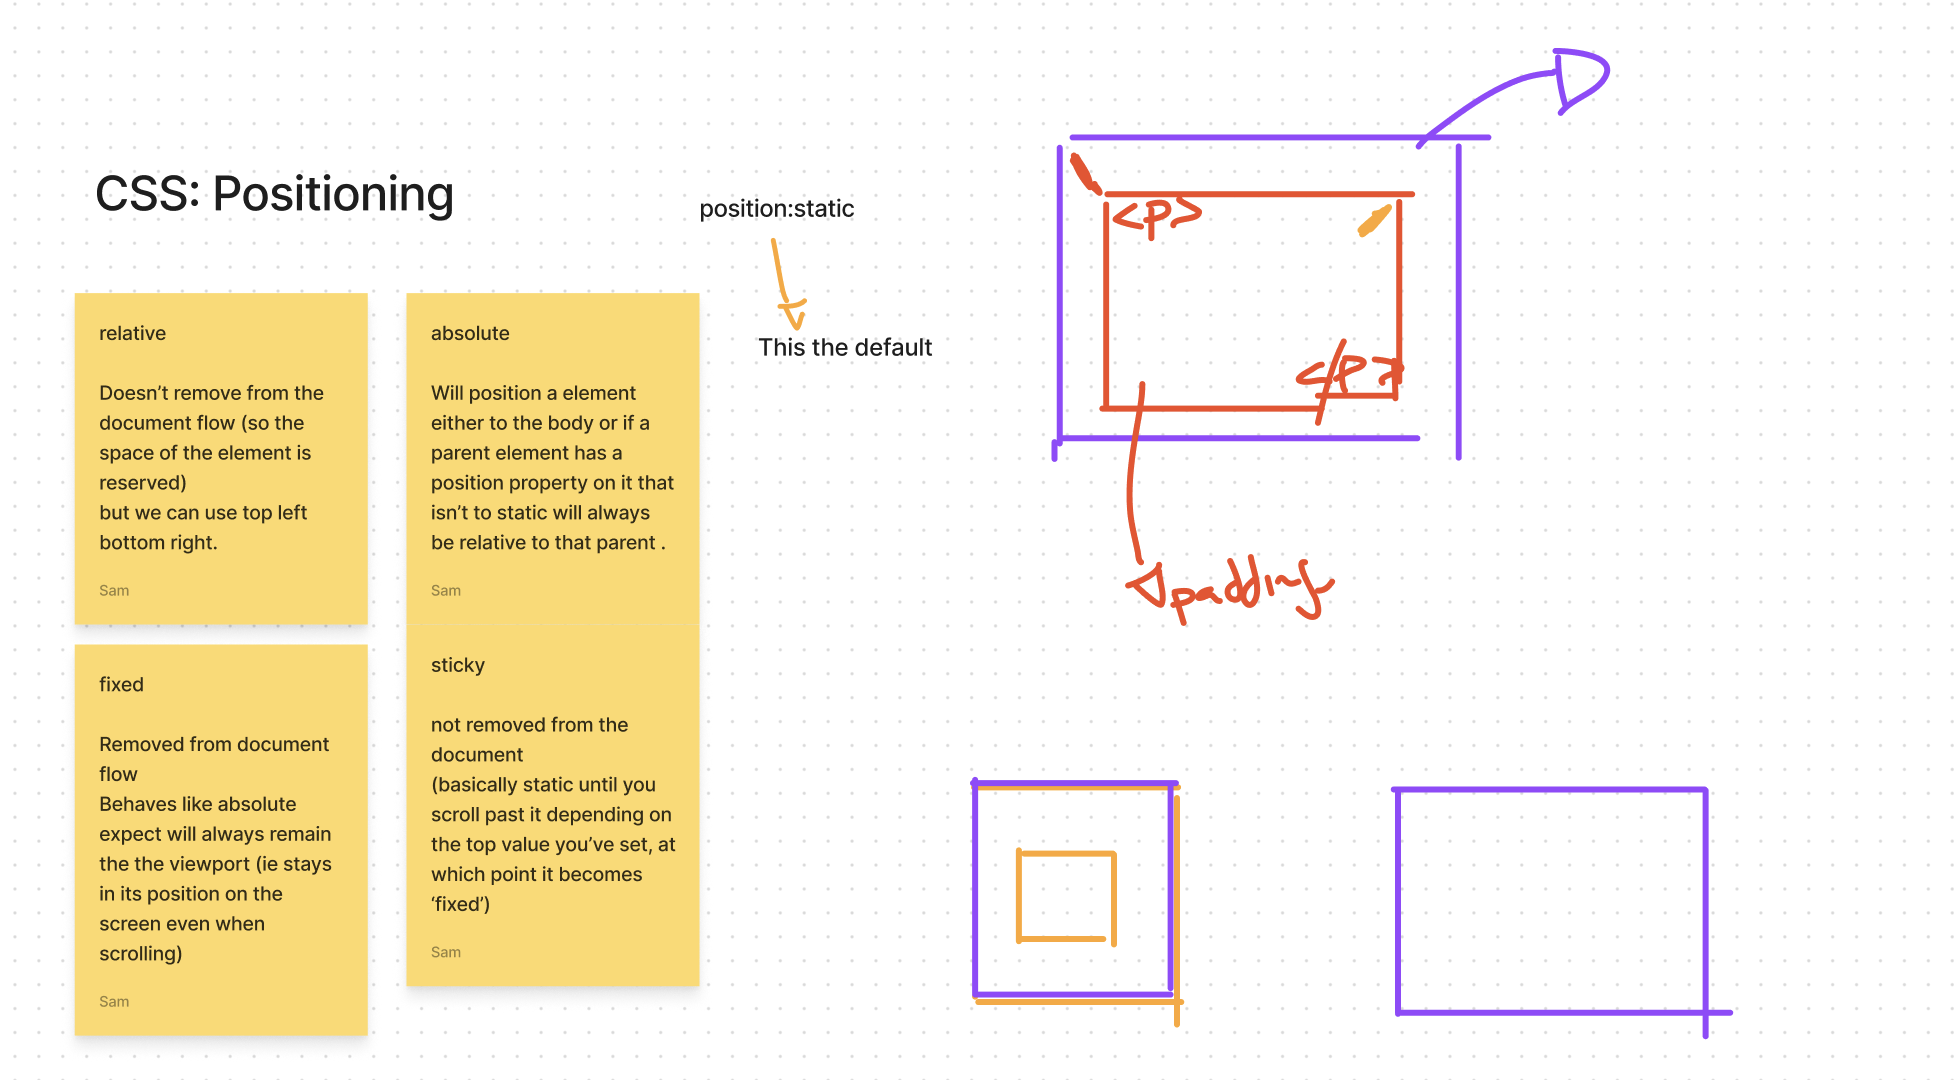 CSS: Positioning
position:static
This the default
relative
Doesn’t remove from the
document flow (so the
space of the element is
reserved)
but we can use top left
bottom right.
Sam
absolute
Will position a element
either to the body or if a
parent element has a
position property on it that
isn’t to static will always
be relative to that parent .
Sam
fixed
Removed from document
flow
Behaves like absolute
expect will always remain
the the viewport (ie stays
in its position on the
screen even when
scrolling)
Sam
sticky
not removed from the
document
(basically static until you
scroll past it depending on
the top value you’ve set, at
which point it becomes
‘fixed’)
Sam
<p>
</p>
padding